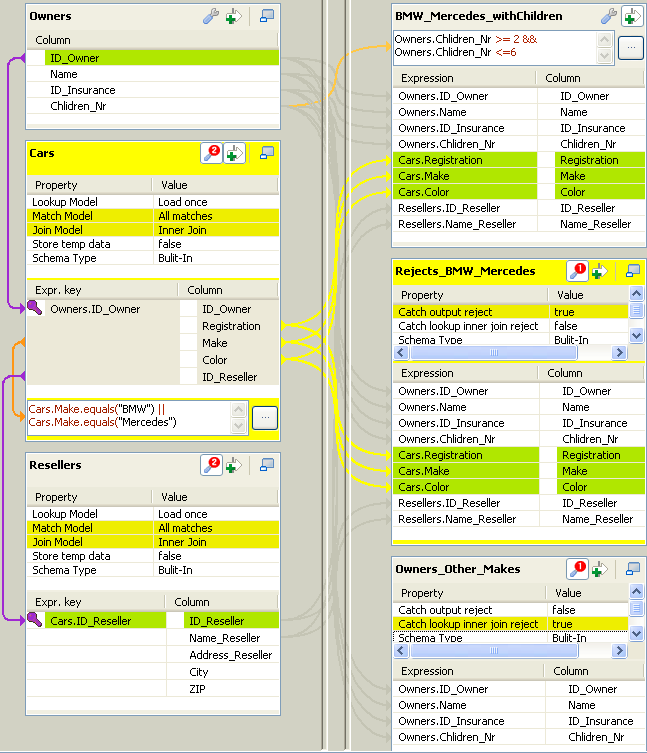 Owners
Column
ID_Owner
Name
ID_Insurance
Chlidren_Nr
Cars
2
Property Value
Lookup Model Load once
Match Model All matches
Join Model Inner Join
Store temp data false
Schema Type Bulit-In
Expr. key Column
Owners.ID_Owner ID_Owner
Registration
Make
Color
ID_Reseller
Cars.Make.equals("BMW") ||
Cars.Make.equals("Mercedes")
...
Resellers
2
Property Value
Lookup Model Load once
Match Model All matches
Join Model Inner Join
Store temp data false
Schema Type Bulit-In
Expr. key Column
Cars.ID_Reseller ID_Reseller
Name_Reseller
Address_Reseller
City
ZIP
BMW_Mercedes_withChildren
Owners.Chlidren_Nr >= 2 &&
Owners.Chlidren_Nr <=6
...
Expression Column
Owners.ID_Owner ID_Owner
Owners.Name Name
Owners.ID_Insurance ID_Insurance
Owners.Chlidren_Nr Chlidren_Nr
Cars.Registration Registration
Cars.Make Make
Cars.Color Color
Resellers.ID_Reseller ID_Reseller
Resellers.Name_Reseller Name_Reseller
Rejects_BMW_Mercedes
1
Property Value
Catch output reject true
Catch lookup inner join reject false
Schema Type Bulit-In
Expression Column
Owners.ID_Owner ID_Owner
Owners.Name Name
Owners.ID_Insurance ID_Insurance
Owners.Chlidren_Nr Chlidren_Nr
Cars.Registration Registration
Cars.Make Make
Cars.Color Color
Resellers.ID_Reseller ID_Reseller
Resellers.Name_Reseller Name_Reseller
Owners_Other_Makes
1
Property Value
Catch output reject false
Catch lookup inner join reject true
Schema Type Bulit-In
Expression Column
Owners.ID_Owner ID_Owner
Owners.Name Name
Owners.ID_Insurance ID_Insurance
Owners.Chlidren_Nr Chlidren_Nr